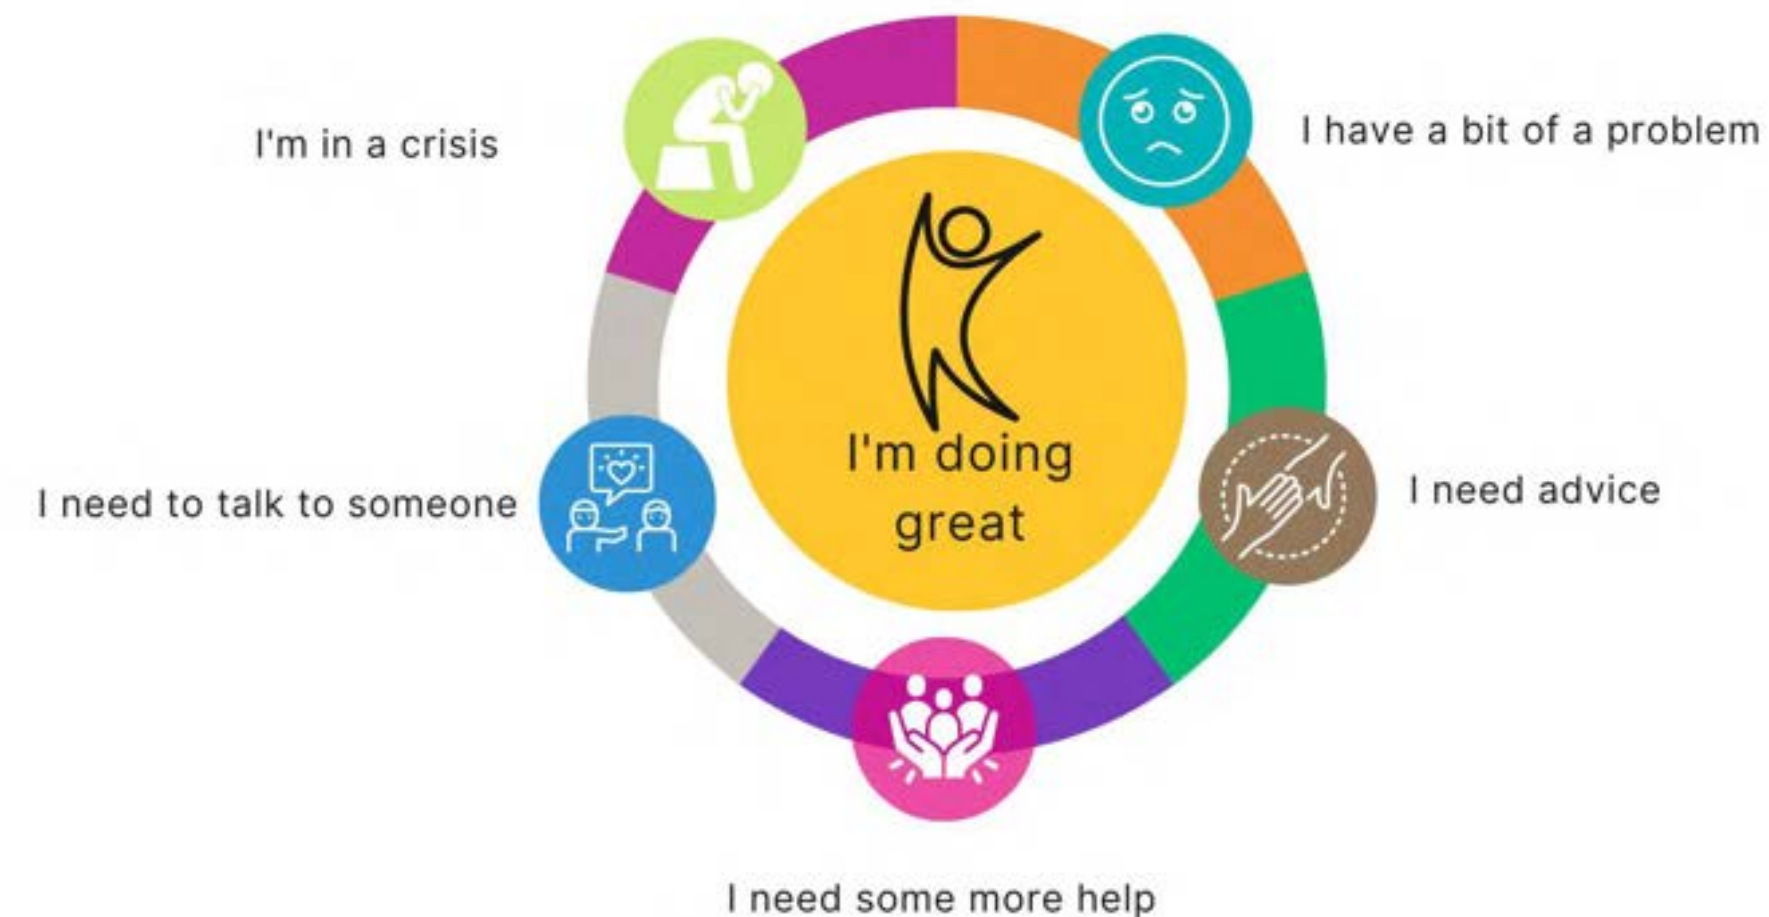 I'm in a crisis
I have a bit of a problem
I'm doing
great
I need to talk to someone
I need advice
I need some more help